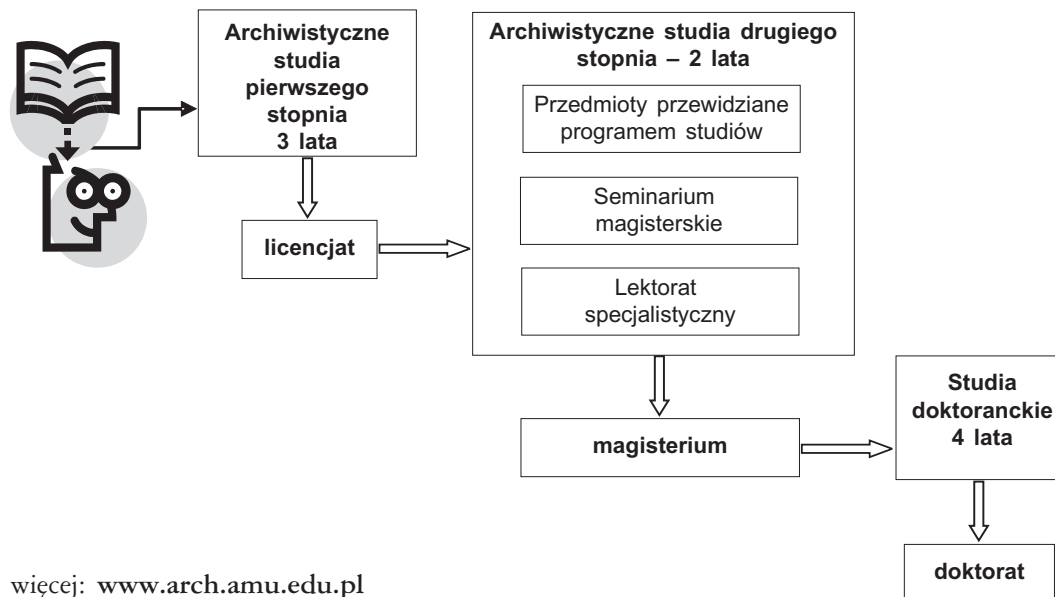 Archiwistyczne
studia
pierwszego
stopnia
3 lata
licencjat
Archiwistyczne studia drugiego
stopnia – 2 lata
Przedmioty przewidziane
programem studiów
Seminarium
magisterskie
Lektorat
specjalistyczny
magisterium
Studia
doktoranckie
4 lata
doktorat
więcej: www.arch.amu.edu.pl